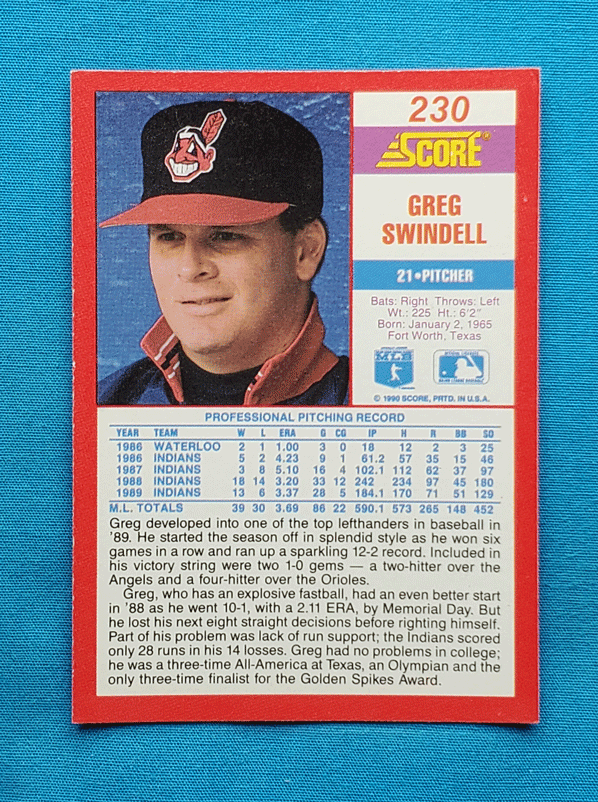 230
SCORE®
GREG
SWINDELL
21•PITCHER
Bats: Right Throws: Left
Wt.: 225 Ht.: 6'2"
Born: January 2, 1965
Fort Worth, Texas
MLB
MAJOR LEAGUE BASEBALL
© 1990 SCORE, PRTD. IN U.S.A.
PROFESSIONAL PITCHING RECORD
YEAR TEAM W L ERA G CG IP H R BB SO
1986 WATERLOO 2 1 1.00 3 0 18 12 2 3 25
1986 INDIANS 5 2 4.23 9 1 61.2 57 35 15 46
1987 INDIANS 3 8 5.10 16 4 102.1 112 62 37 97
1988 INDIANS 18 14 3.20 33 12 242 234 97 45 180
1989 INDIANS 13 6 3.37 28 5 184.1 170 71 51 129
M.L. TOTALS 39 30 3.69 86 22 590.1 573 265 148 452
Greg developed into one of the top lefthanders in baseball in
'89. He started the season off in splendid style as he won six
games in a row and ran up a sparkling 12-2 record. Included in
his victory string were two 1-0 gems — a two-hitter over the
Angels and a four-hitter over the Orioles.
Greg, who has an explosive fastball, had an even better start
in '88 as he went 10-1, with a 2.11 ERA, by Memorial Day. But
he lost his next eight straight decisions before righting himself.
Part of his problem was lack of run support; the Indians scored
only 28 runs in his 14 losses. Greg had no problems in college;
he was a three-time All-America at Texas, an Olympian and the
only three-time finalist for the Golden Spikes Award.